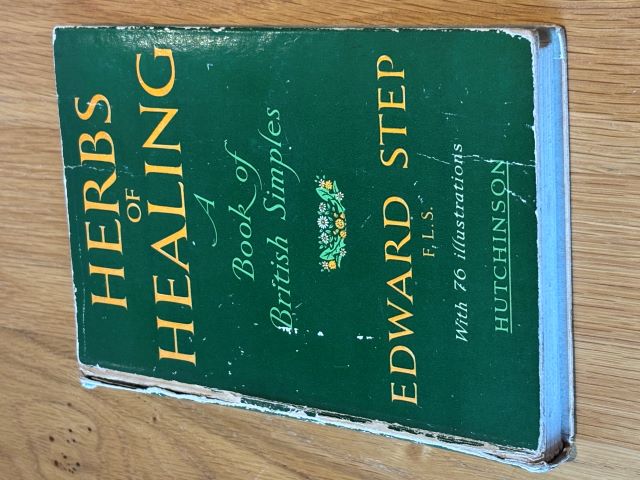 HERBS
OF
HEALING
A
Book of
British Simples
EDWARD STEP
F.L.S.
With 76 illustrations
HUTCHINSON